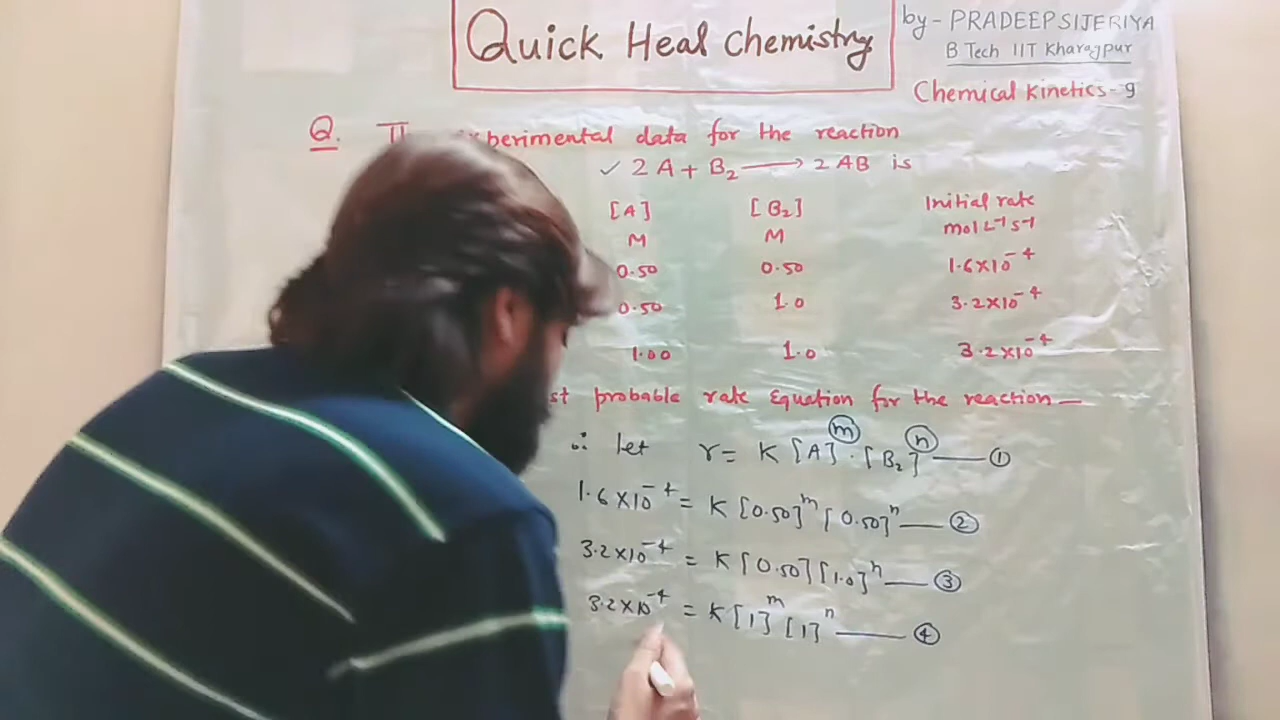 Quick Heal Chemistry
by- PRADEEP SIJERIYA
B Tech IIT Kharagpur
Chemical Kinetics-9
Q. experimental data for the reaction
✓ 2 A + B₂ ⟶ 2 AB is
[A] [B₂] Initial rate
M M mol L⁻¹ s⁻¹
0.50 0.50 1.6×10⁻⁴
0.50 1.0 3.2×10⁻⁴
1.00 1.0 3.2×10⁻⁴
probable rate Equation for the reaction—
∴ let r = K [A]ᵐ · [B₂]ⁿ —— ①
1.6×10⁻⁴ = K [0.50]ᵐ [0.50]ⁿ —— ②
3.2×10⁻⁴ = K [0.50] [1.0]ⁿ —— ③
3.2×10⁻⁴ = K [1]ᵐ [1]ⁿ —— ④